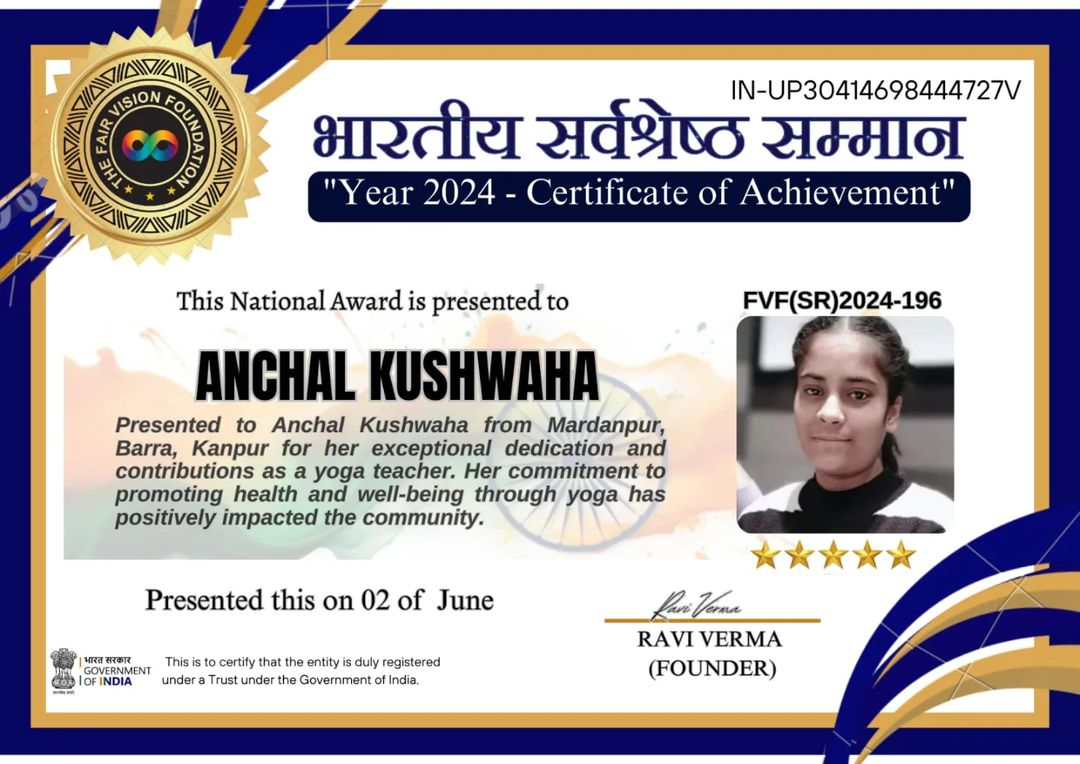 THE FAIR VISION FOUNDATION
IN-UP30414698444727V
भारतीय सर्वश्रेष्ठ सम्मान
"Year 2024 - Certificate of Achievement"
This National Award is presented to
FVF(SR)2024-196
ANCHAL KUSHWAHA
Presented to Anchal Kushwaha from Mardanpur,
Barra, Kanpur for her exceptional dedication and
contributions as a yoga teacher. Her commitment to
promoting health and well-being through yoga has
positively impacted the community.
Presented this on 02 of June
Ravi Verma
RAVI VERMA
(FOUNDER)
भारत सरकार
GOVERNMENT
OF INDIA
सत्यमेव जयते
This is to certify that the entity is duly registered
under a Trust under the Government of India.